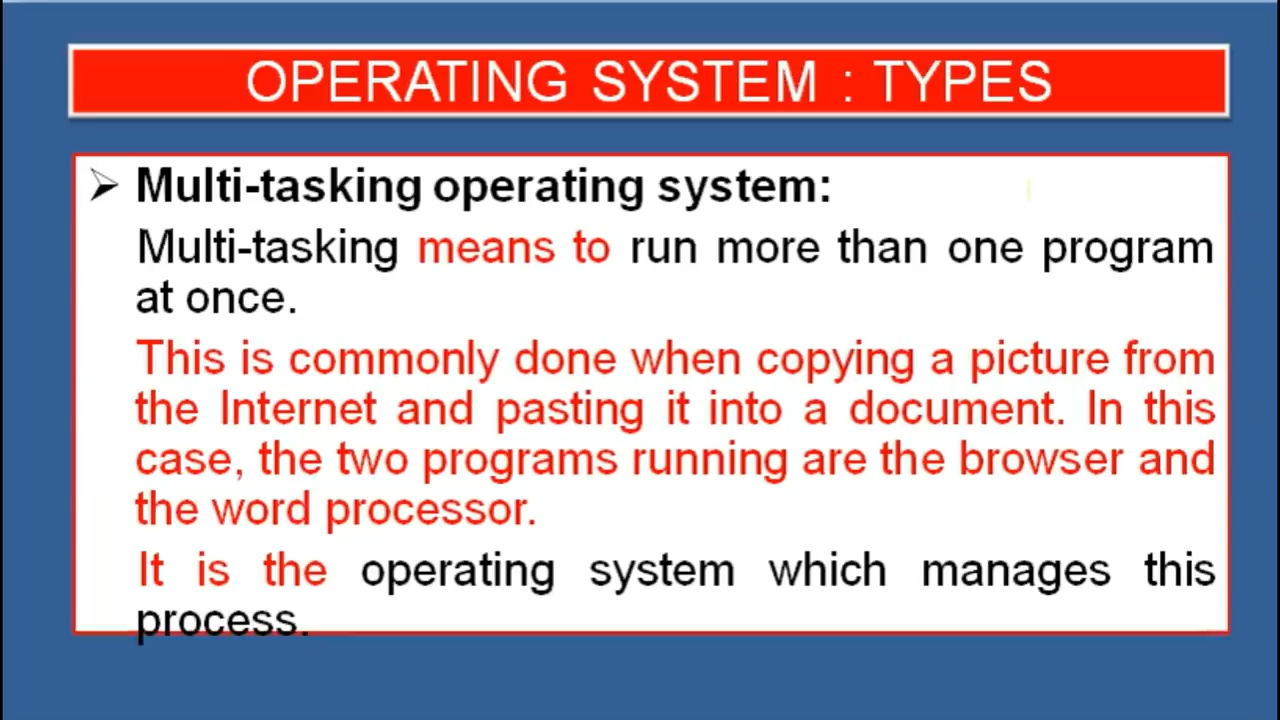 OPERATING SYSTEM : TYPES
Multi-tasking operating system:
Multi-tasking means to run more than one program
at once.
This is commonly done when copying a picture from
the Internet and pasting it into a document. In this
case, the two programs running are the browser and
the word processor.
It is the operating system which manages this
process.